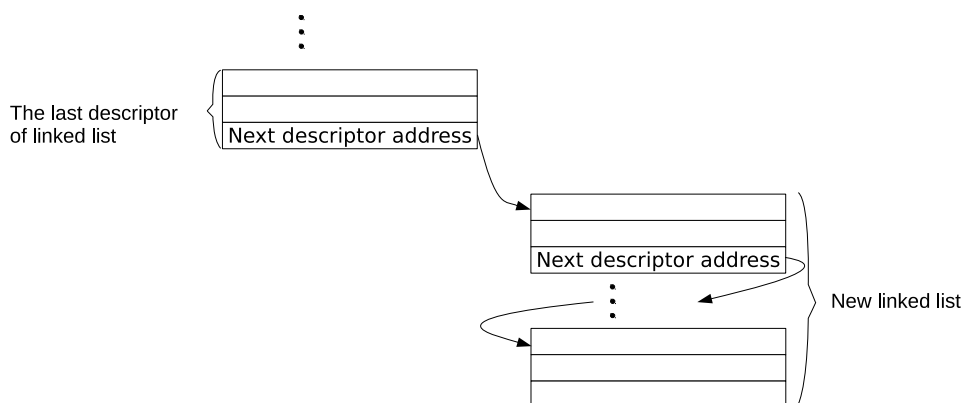 The last descriptor
of linked list
Next descriptor address
Next descriptor address
New linked list